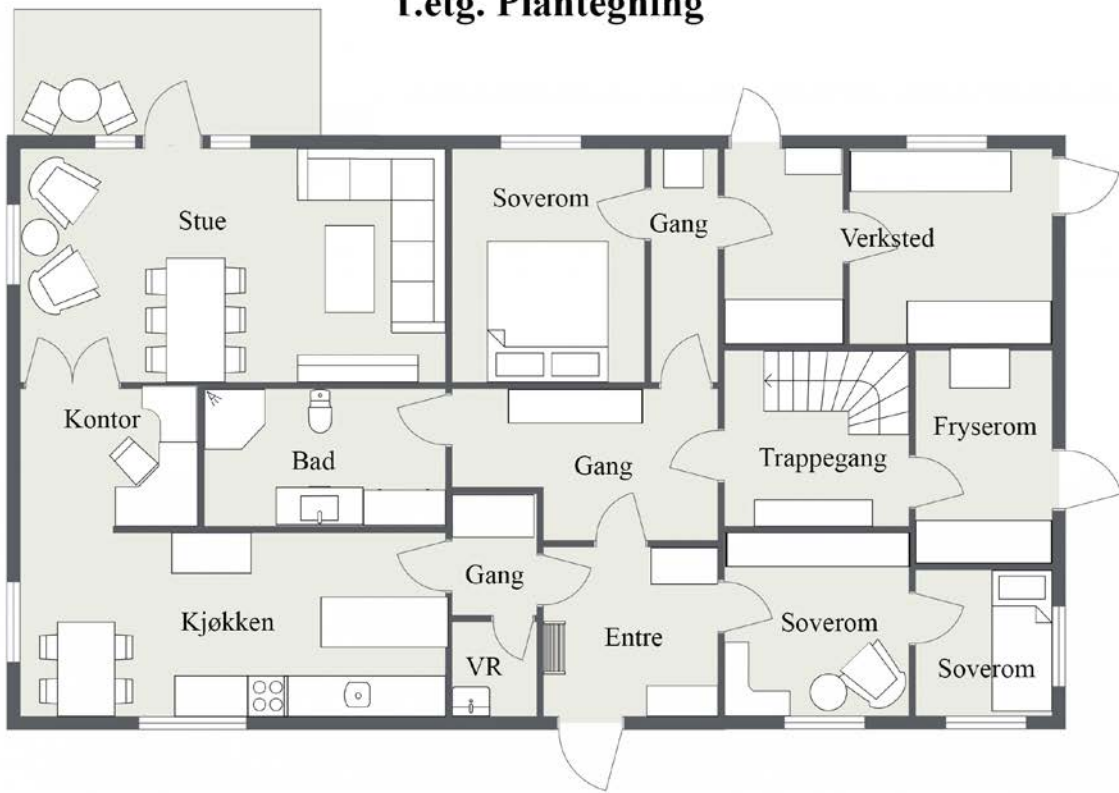 1.etg. Plantegning
Stue
Soverom
Gang
Verksted
Kontor
Bad
Gang
Trappegang
Fryserom
Kjøkken
Gang
VR
Entre
Soverom
Soverom